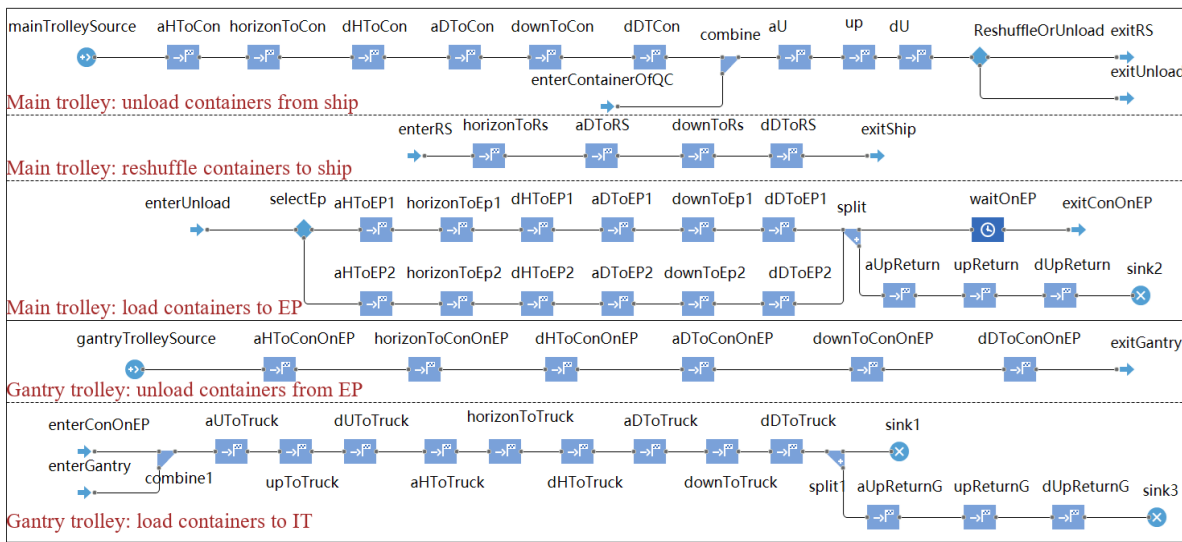 mainTrolleySource aHToCon horizonToCon dHToCon aDToCon downToCon dDTCon combine aU up dU ReshuffleOrUnload exitRS
enterContainerOfQC exitUnload
Main trolley: unload containers from ship
enterRS horizonToRs aDToRS downToRs dDToRS exitShip
Main trolley: reshuffle containers to ship
enterUnload selectEp aHToEP1 horizonToEp1 dHToEP1 aDToEP1 downToEp1 dDToEP1 split waitOnEP exitConOnEP
aHToEP2 horizonToEp2 dHToEP2 aDToEP2 downToEp2 dDToEP2 aUpReturn upReturn dUpReturn sink2
Main trolley: load containers to EP
gantryTrolleySource aHToConOnEP horizonToConOnEP dHToConOnEP aDToConOnEP downToConOnEP dDToConOnEP exitGantry
Gantry trolley: unload containers from EP
enterConOnEP aUToTruck dUToTruck horizonToTruck aDToTruck dDToTruck sink1
enterGantry combine1 upToTruck aHToTruck dHToTruck downToTruck split1 aUpReturnG upReturnG dUpReturnG sink3
Gantry trolley: load containers to IT